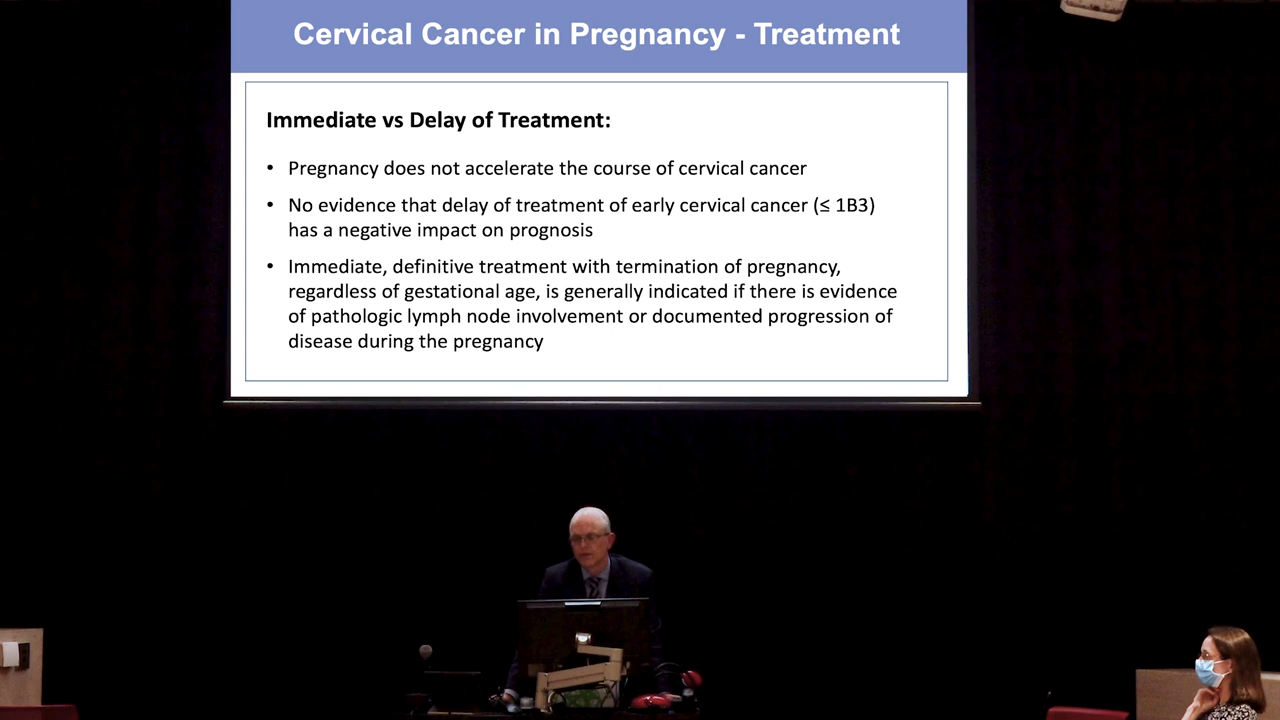 Cervical Cancer in Pregnancy - Treatment
Immediate vs Delay of Treatment:
• Pregnancy does not accelerate the course of cervical cancer
• No evidence that delay of treatment of early cervical cancer (≤ 1B3)
has a negative impact on prognosis
• Immediate, definitive treatment with termination of pregnancy,
regardless of gestational age, is generally indicated if there is evidence
of pathologic lymph node involvement or documented progression of
disease during the pregnancy